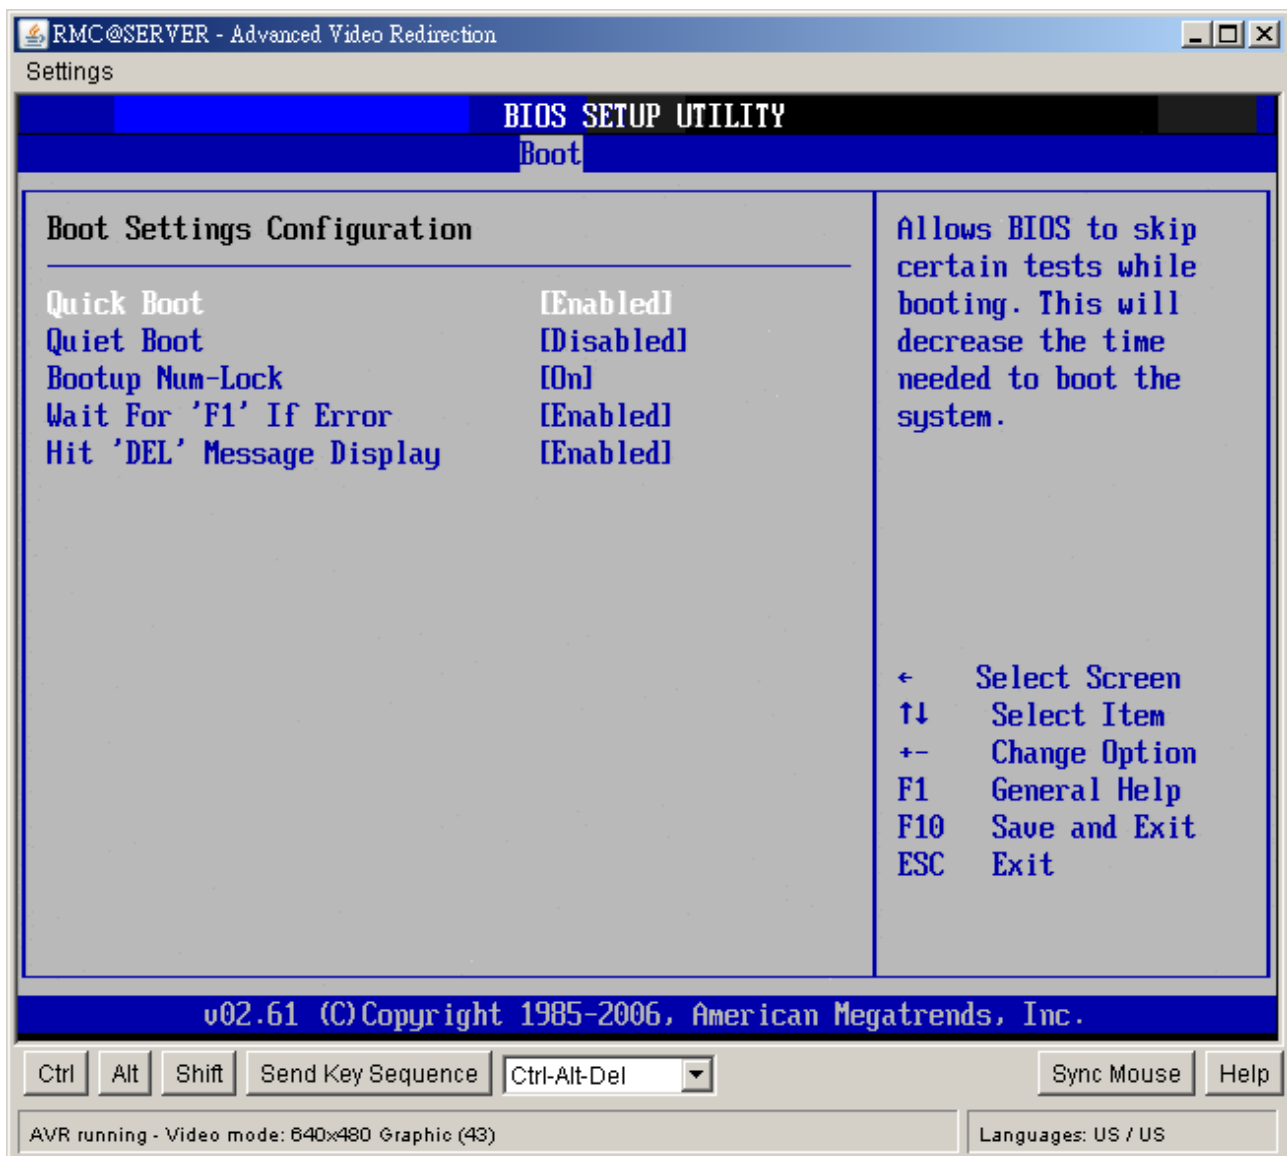 RMC@SERVER - Advanced Video Redirection
Settings
BIOS SETUP UTILITY
Boot
Boot Settings Configuration
Quick Boot [Enabled]
Quiet Boot [Disabled]
Bootup Num-Lock [On]
Wait For 'F1' If Error [Enabled]
Hit 'DEL' Message Display [Enabled]
Allows BIOS to skip
certain tests while
booting. This will
decrease the time
needed to boot the
system.
← Select Screen
↑↓ Select Item
+- Change Option
F1 General Help
F10 Save and Exit
ESC Exit
v02.61 (C)Copyright 1985-2006, American Megatrends, Inc.
Ctrl Alt Shift Send Key Sequence Ctrl-Alt-Del Sync Mouse Help
AVR running - Video mode: 640x480 Graphic (43) Languages: US / US